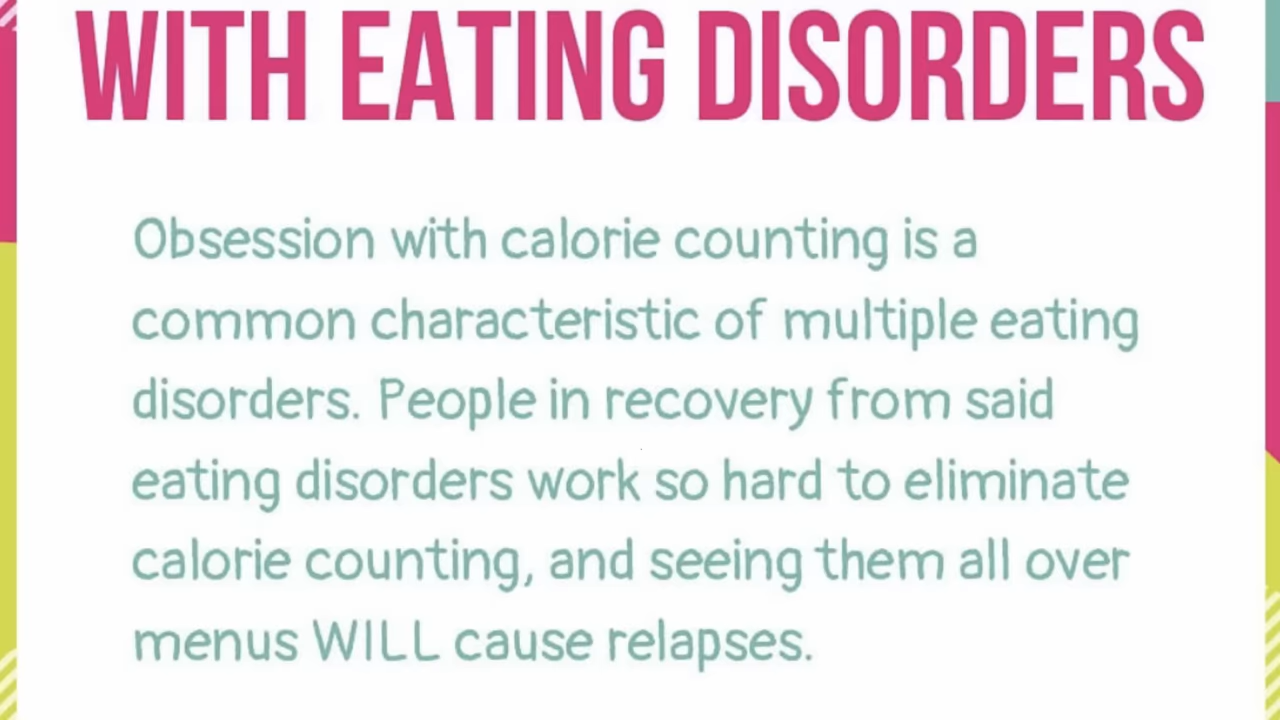 WITH EATING DISORDERS
Obsession with calorie counting is a
common characteristic of multiple eating
disorders. People in recovery from said
eating disorders work so hard to eliminate
calorie counting, and seeing them all over
menus WILL cause relapses.